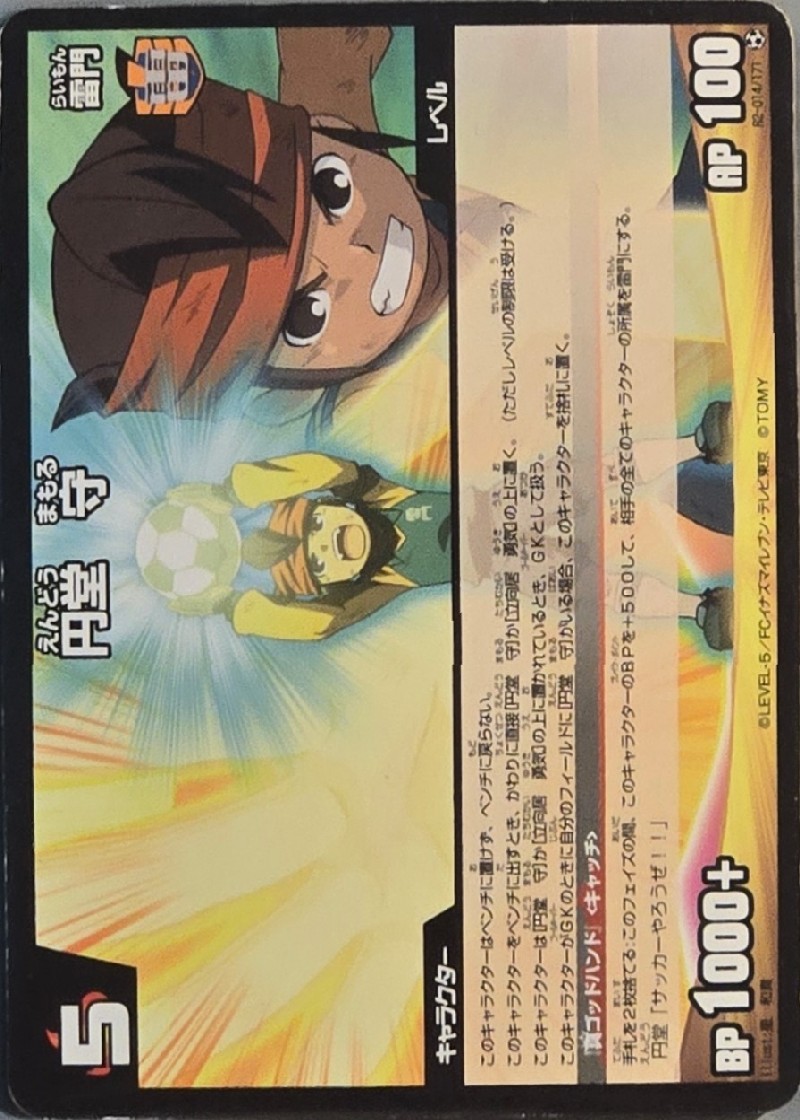 5
えんどう まもる
円堂 守
らいもん
雷門
キャラクター
レベル
このキャラクターはベンチに置けず、ベンチに戻らない。
このキャラクターをベンチに出すとき、かわりに直接[円堂 守]か[立向居 勇気]の上に置く。(ただしレベルの制限は受ける。)
このキャラクターは[円堂 守]か[立向居 勇気]の上に置かれているとき、GKとして扱う。
このキャラクターがGKのときに自分のフィールドに[円堂 守]がいる場合、このキャラクターを捨札に置く。
真ゴッドハンド <キャッチ>
手札を2枚捨てる:このフェイズの間、このキャラクターのBPを+500して、相手の全てのキャラクターの所属を雷門にする。
円堂「サッカーやろうぜ!!」
BP 1000+
AP 100
Illust:星 和貴
©LEVEL-5/FCイナズマイレブン・テレビ東京 ©TOMY
R2-014/171